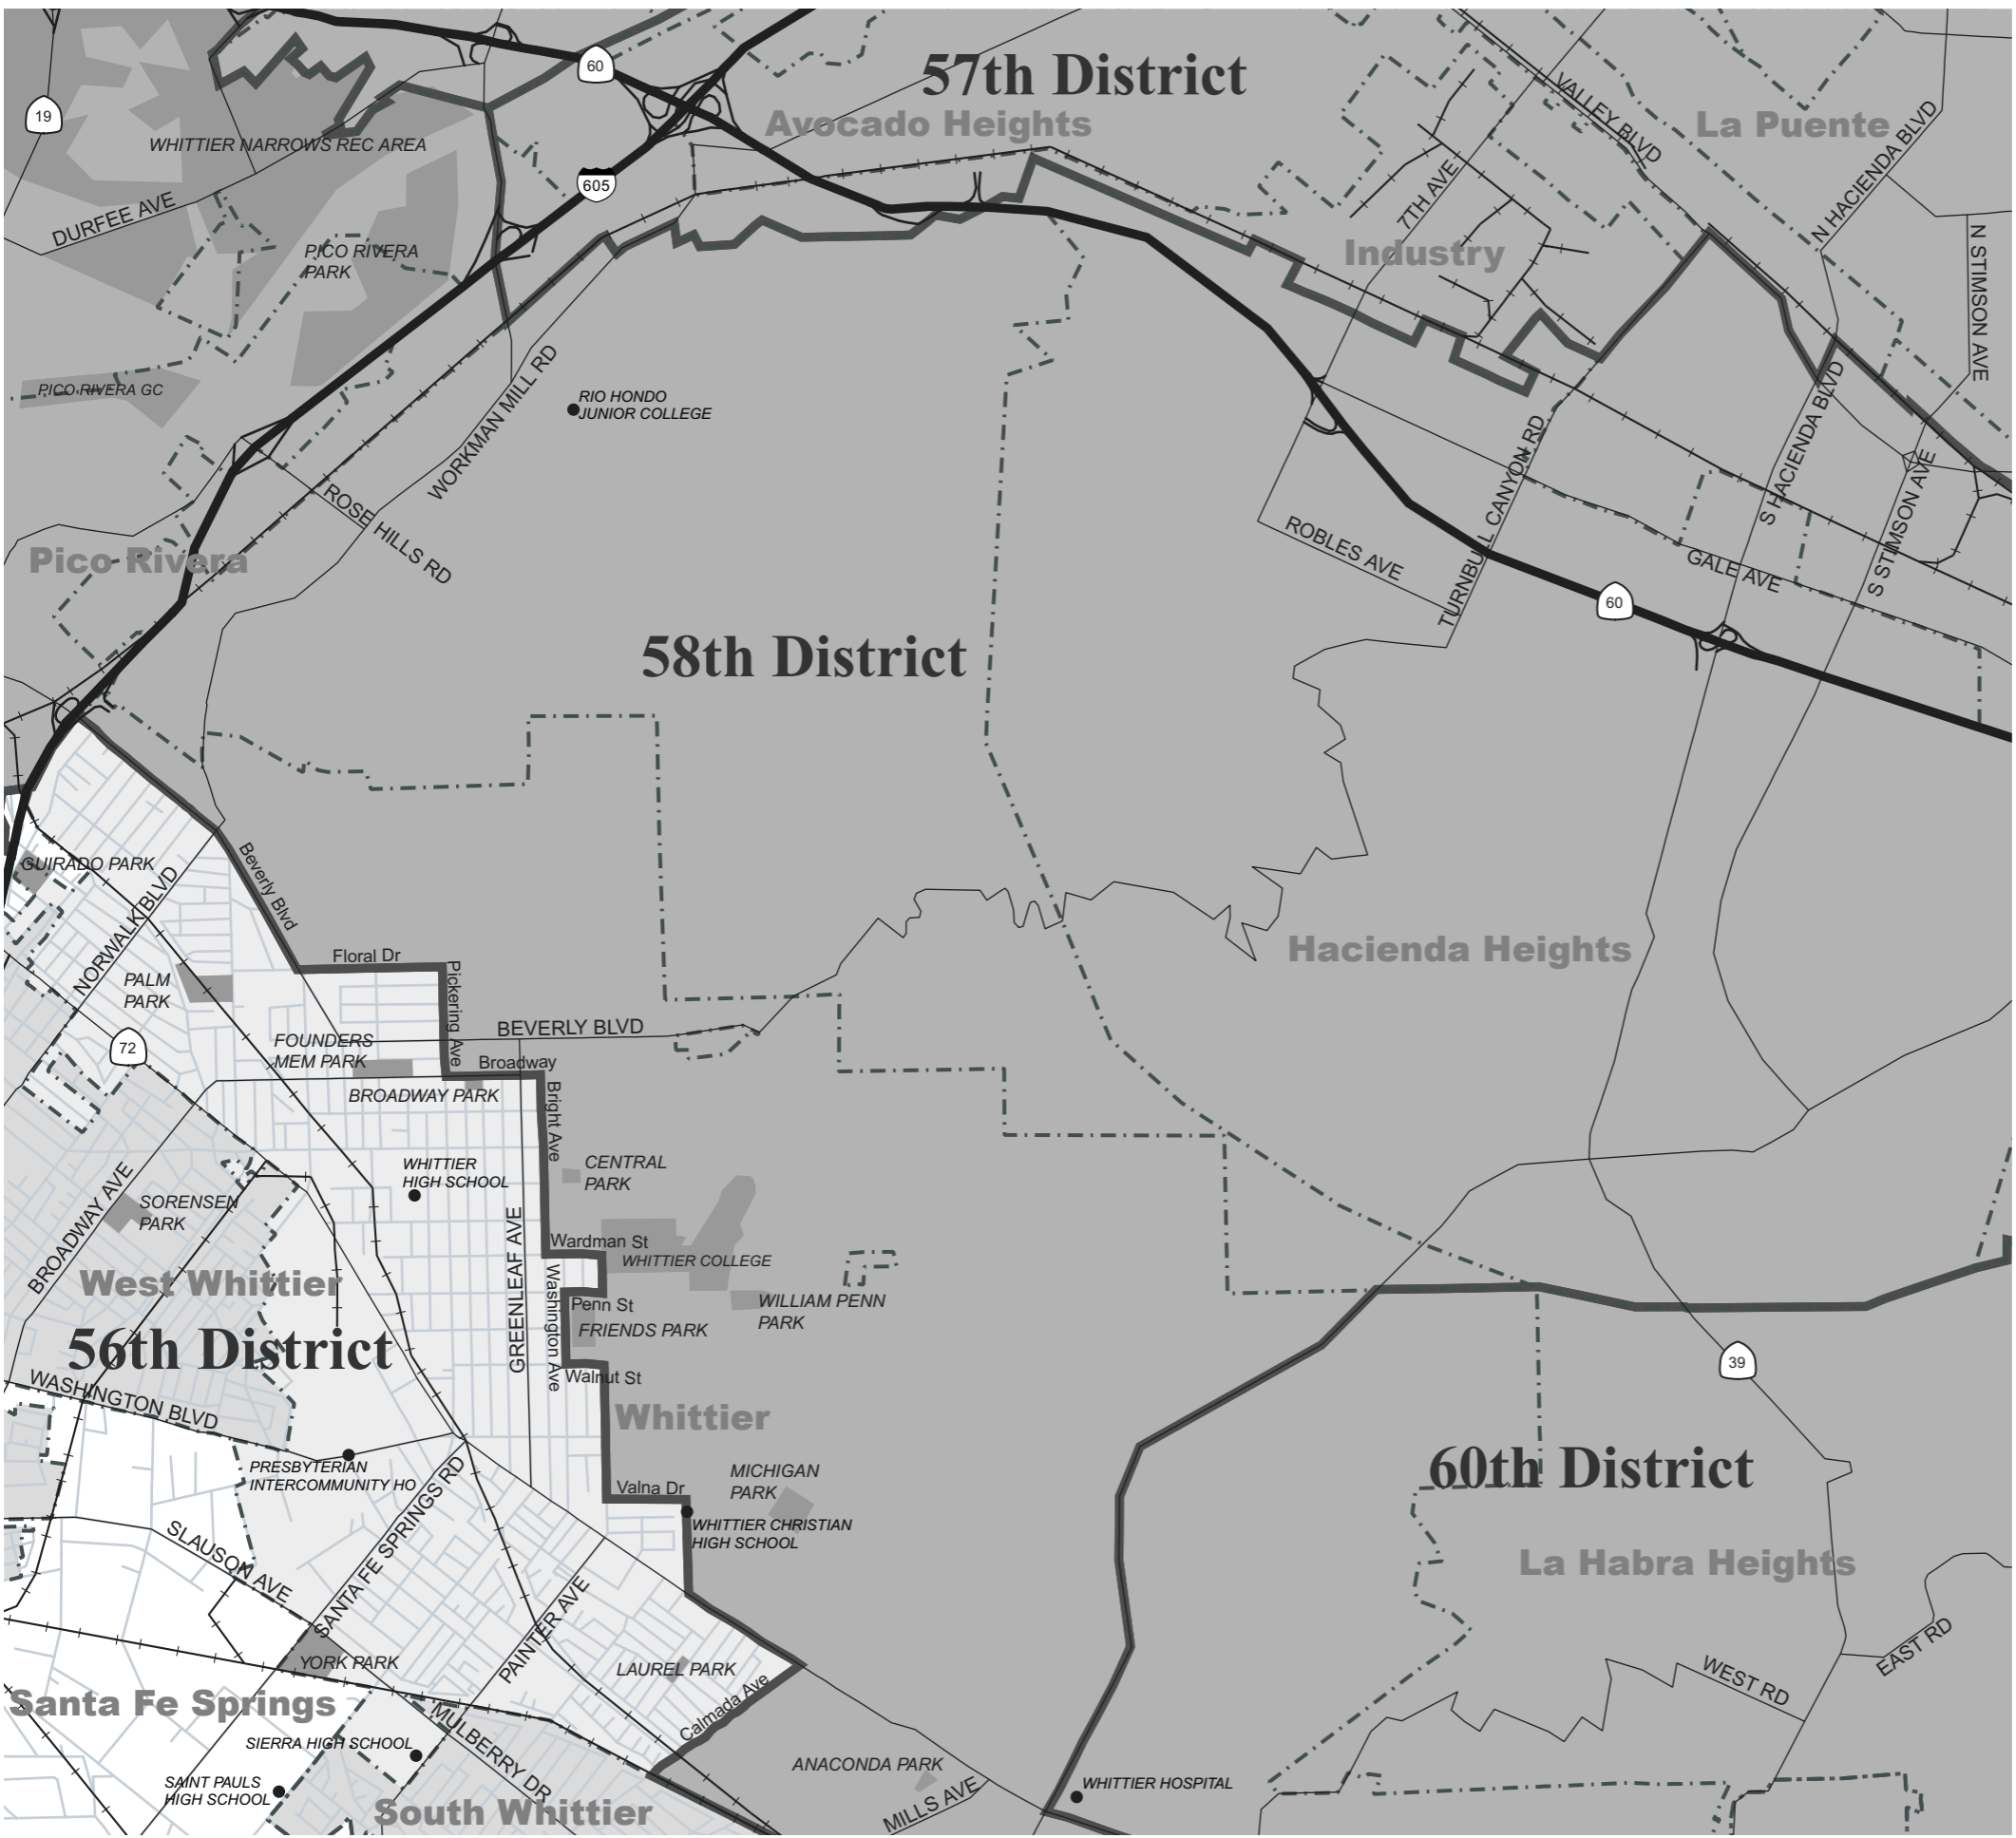 60
57th District
Avocado Heights
VALLEY BLVD
La Puente
19
WHITTIER NARROWS REC AREA
605
7TH AVE
N HACIENDA BLVD
DURFEE AVE
PICO RIVERA
PARK
Industry
N STIMSON AVE
PICO RIVERA GC
RIO HONDO
JUNIOR COLLEGE
WORKMAN MILL RD
S HACIENDA BLVD
ROSE HILLS RD
TURNBULL CANYON RD
S STIMSON AVE
Pico Rivera
ROBLES AVE
GALE AVE
60
58th District
GUIRADO PARK
Beverly Blvd
NORWALK BLVD
Floral Dr
Pickering Ave
Hacienda Heights
PALM
PARK
72
FOUNDERS
MEM PARK
BEVERLY BLVD
Broadway
BROADWAY PARK
Bright Ave
WHITTIER
HIGH SCHOOL
CENTRAL
PARK
BROADWAY AVE
SORENSEN
PARK
GREENLEAF AVE
Wardman St
WHITTIER COLLEGE
West Whittier
Washington Ave
Penn St
WILLIAM PENN
PARK
FRIENDS PARK
56th District
39
Walnut St
WASHINGTON BLVD
Whittier
60th District
PRESBYTERIAN
INTERCOMMUNITY HO
Valna Dr
MICHIGAN
PARK
WHITTIER CHRISTIAN
HIGH SCHOOL
SLAUSON AVE
SANTA FE SPRINGS RD
La Habra Heights
PAINTER AVE
EAST RD
YORK PARK
LAUREL PARK
WEST RD
Santa Fe Springs
Calmada Ave
MULBERRY DR
SIERRA HIGH SCHOOL
ANACONDA PARK
SAINT PAULS
HIGH SCHOOL
WHITTIER HOSPITAL
South Whittier
MILLS AVE